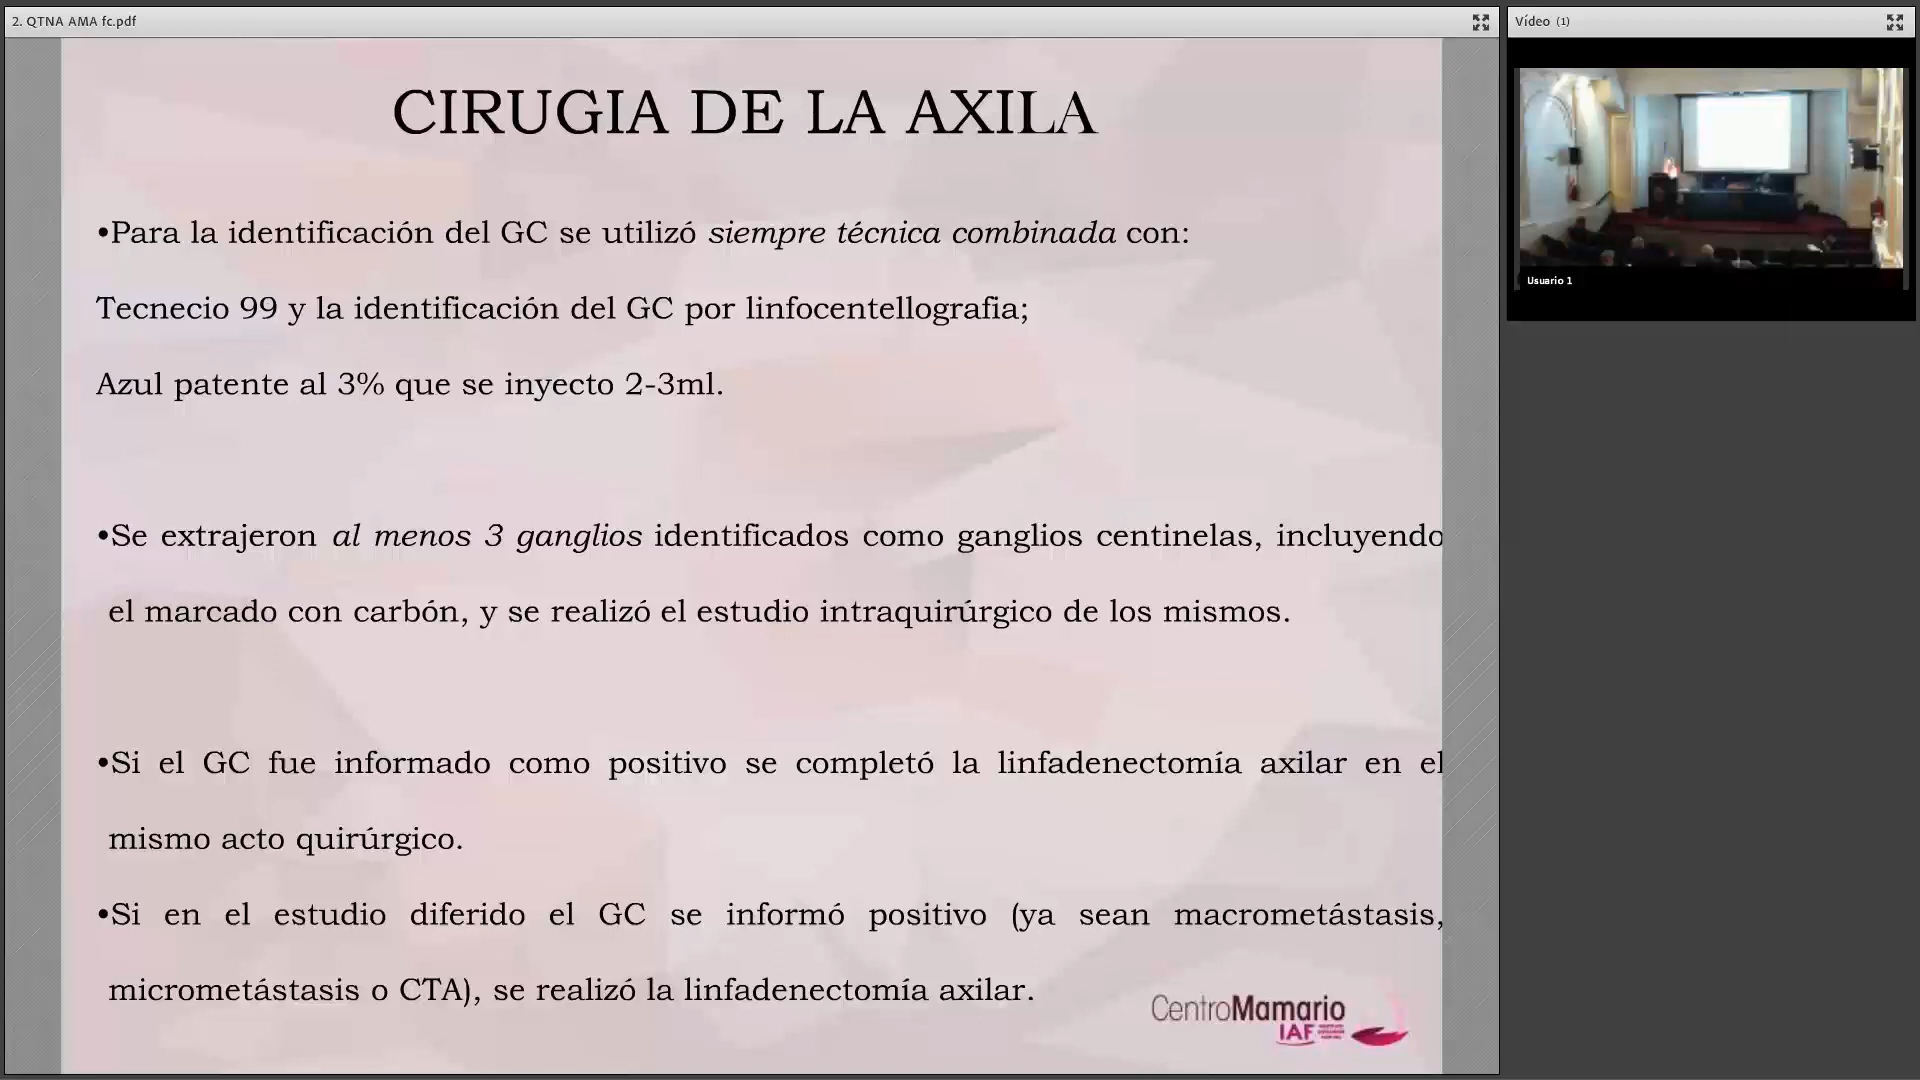 2. QTNA AMA fc.pdf
Vídeo (1)
CIRUGIA DE LA AXILA
•Para la identificación del GC se utilizó siempre técnica combinada con:
Tecnecio 99 y la identificación del GC por linfocentellografia;
Azul patente al 3% que se inyecto 2-3ml.
•Se extrajeron al menos 3 ganglios identificados como ganglios centinelas, incluyendo
el marcado con carbón, y se realizó el estudio intraquirúrgico de los mismos.
•Si el GC fue informado como positivo se completó la linfadenectomía axilar en el
mismo acto quirúrgico.
•Si en el estudio diferido el GC se informó positivo (ya sean macrometástasis,
micrometástasis o CTA), se realizó la linfadenectomía axilar.
CentroMamario
IAF
Usuario 1